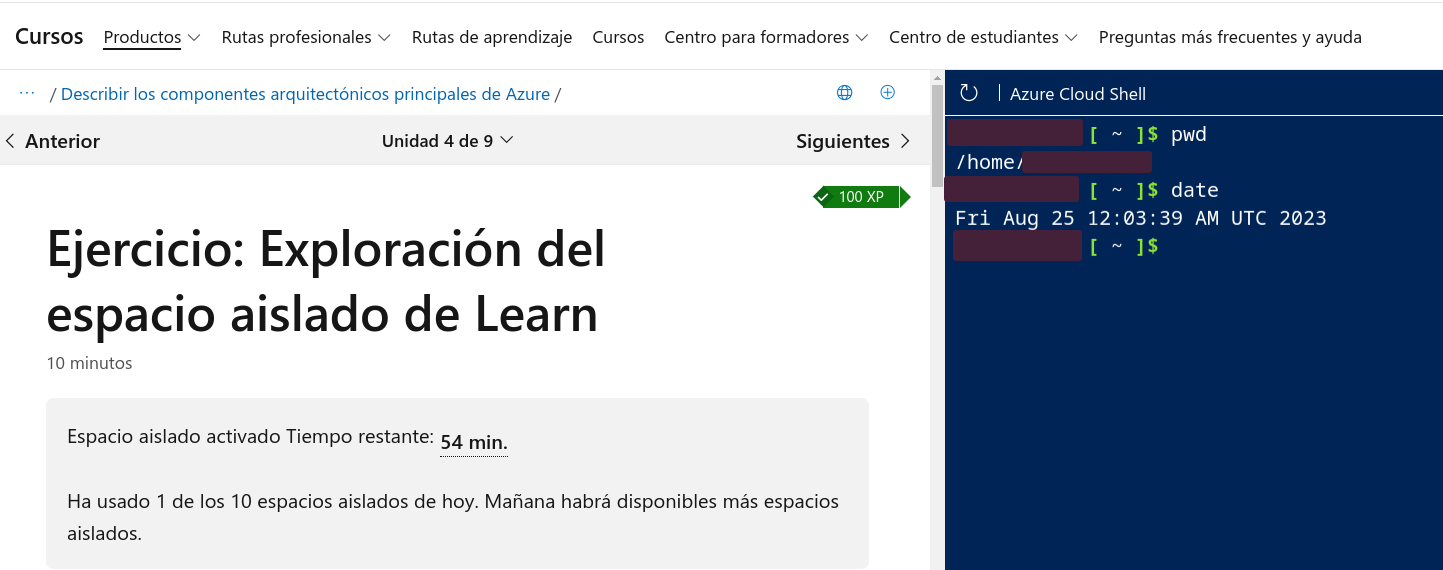 Cursos Productos Rutas profesionales Rutas de aprendizaje Cursos Centro para formadores Centro de estudiantes Preguntas más frecuentes y ayuda
... / Describir los componentes arquitectónicos principales de Azure /
Anterior Unidad 4 de 9 Siguientes
100 XP
Ejercicio: Exploración del
espacio aislado de Learn
10 minutos
Espacio aislado activado Tiempo restante: 54 min.
Ha usado 1 de los 10 espacios aislados de hoy. Mañana habrá disponibles más espacios
aislados.
Azure Cloud Shell
[ ~ ]$ pwd
/home/
[ ~ ]$ date
Fri Aug 25 12:03:39 AM UTC 2023
[ ~ ]$